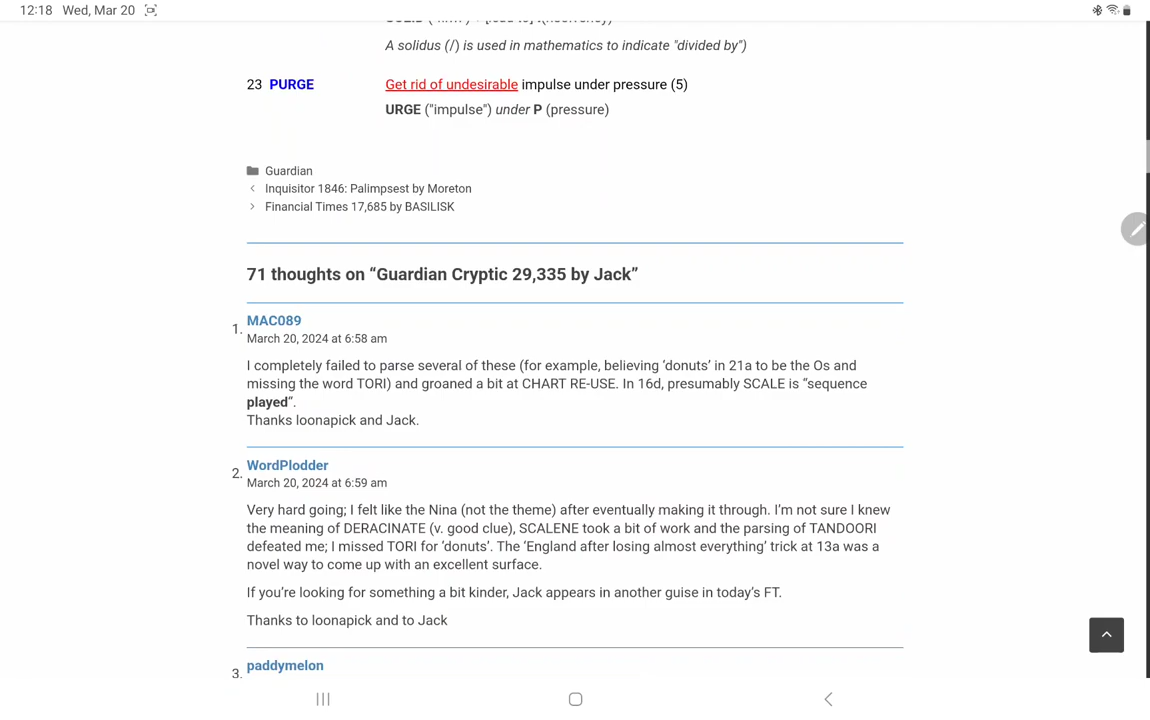 12:18 Wed, Mar 20
A solidus (/) is used in mathematics to indicate "divided by")
23 PURGE Get rid of undesirable impulse under pressure (5)
URGE ("impulse") under P (pressure)
Guardian
Inquisitor 1846: Palimpsest by Moreton
Financial Times 17,685 by BASILISK
71 thoughts on “Guardian Cryptic 29,335 by Jack”
1. MAC089
March 20, 2024 at 6:58 am
I completely failed to parse several of these (for example, believing ‘donuts’ in 21a to be the Os and
missing the word TORI) and groaned a bit at CHART RE-USE. In 16d, presumably SCALE is “sequence
played”.
Thanks loonapick and Jack.
2. WordPlodder
March 20, 2024 at 6:59 am
Very hard going; I felt like the Nina (not the theme) after eventually making it through. I’m not sure I knew
the meaning of DERACINATE (v. good clue), SCALENE took a bit of work and the parsing of TANDOORI
defeated me; I missed TORI for ‘donuts’. The ‘England after losing almost everything’ trick at 13a was a
novel way to come up with an excellent surface.
If you’re looking for something a bit kinder, Jack appears in another guise in today’s FT.
Thanks to loonapick and to Jack
3. paddymelon